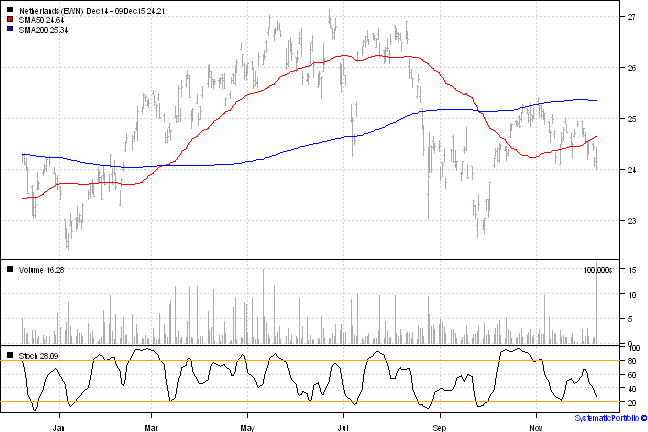 Netherlands (EWN) Dec14 - 09Dec15 24.21
SMA50 24.64
SMA200 25.34
27
26
25
24
23
Volume 16.28
100,000s
15
10
5
0
Stoch 28.09
100
80
60
40
20
Jan Mar May Jul Sep Nov
SystematicPortfolio ©